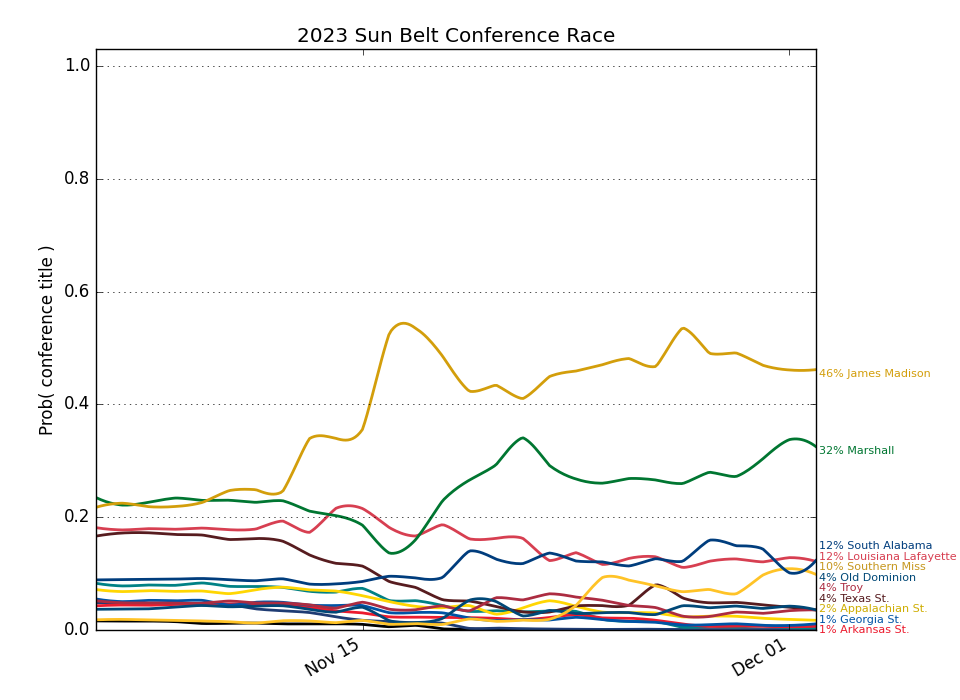 2023 Sun Belt Conference Race
Prob( conference title )
1.0
0.8
0.6
0.4
0.2
0.0
Nov 15
Dec 01
46% James Madison
32% Marshall
12% South Alabama
12% Louisiana Lafayette
10% Southern Miss
4% Old Dominion
4% Troy
4% Texas St.
2% Appalachian St.
1% Georgia St.
1% Arkansas St.